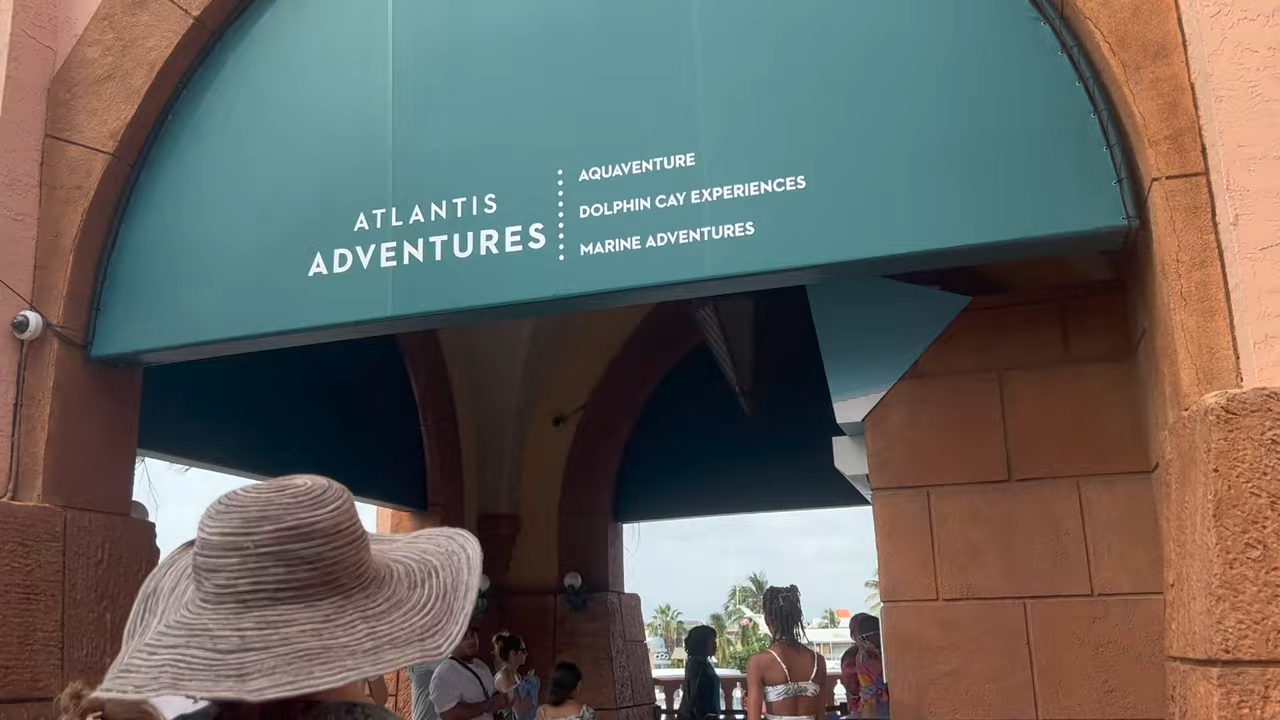 ATLANTIS
ADVENTURES
AQUAVENTURE
DOLPHIN CAY EXPERIENCES
MARINE ADVENTURES